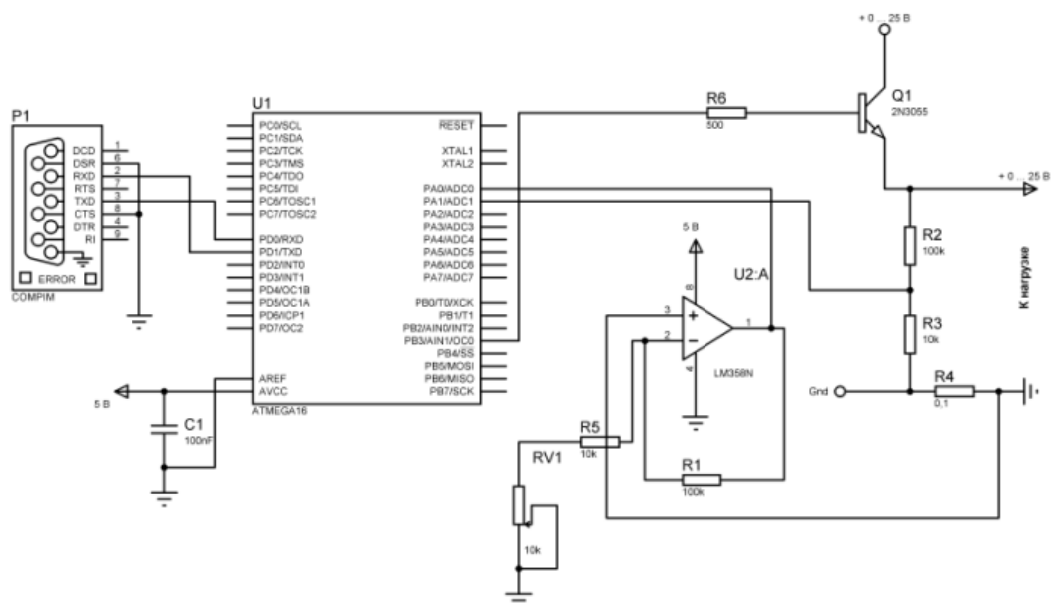 + 0 ... 25 В
Q1
2N3055
R6
500
+ 0 ... 25 В
U1
P1
DCD 1
DSR 6
RXD 2
RTS 7
TXD 3
CTS 8
DTR 4
RI 9
ERROR
COMPIM
PC0/SCL
PC1/SDA
PC2/TCK
PC3/TMS
PC4/TDO
PC5/TDI
PC6/TOSC1
PC7/TOSC2
PD0/RXD
PD1/TXD
PD2/INT0
PD3/INT1
PD4/OC1B
PD5/OC1A
PD6/ICP1
PD7/OC2
AREF
AVCC
RESET
XTAL1
XTAL2
PA0/ADC0
PA1/ADC1
PA2/ADC2
PA3/ADC3
PA4/ADC4
PA5/ADC5
PA6/ADC6
PA7/ADC7
PB0/T0/XCK
PB1/T1
PB2/AIN0/INT2
PB3/AIN1/OC0
PB4/SS
PB5/MOSI
PB6/MISO
PB7/SCK
ATMEGA16
5 В
C1
100nF
5 В
U2:A
8
3
2
1
4
LM358N
R2
100k
R3
10k
К нагрузке
Gnd
R4
0,1
R5
10k
RV1
10k
R1
100k